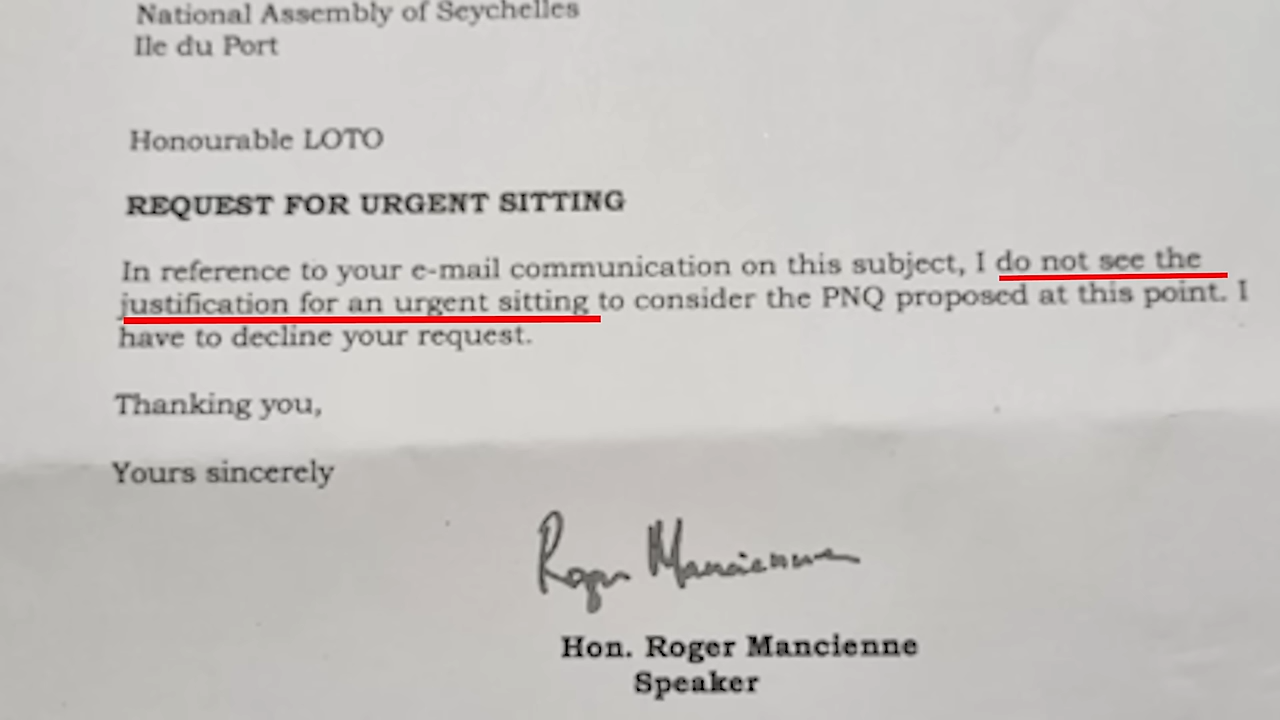 National Assembly of Seychelles
Ile du Port
Honourable LOTO
REQUEST FOR URGENT SITTING
In reference to your e-mail communication on this subject, I do not see the
justification for an urgent sitting to consider the PNQ proposed at this point. I
have to decline your request.
Thanking you,
Yours sincerely
Roger Mancienne
Hon. Roger Mancienne
Speaker